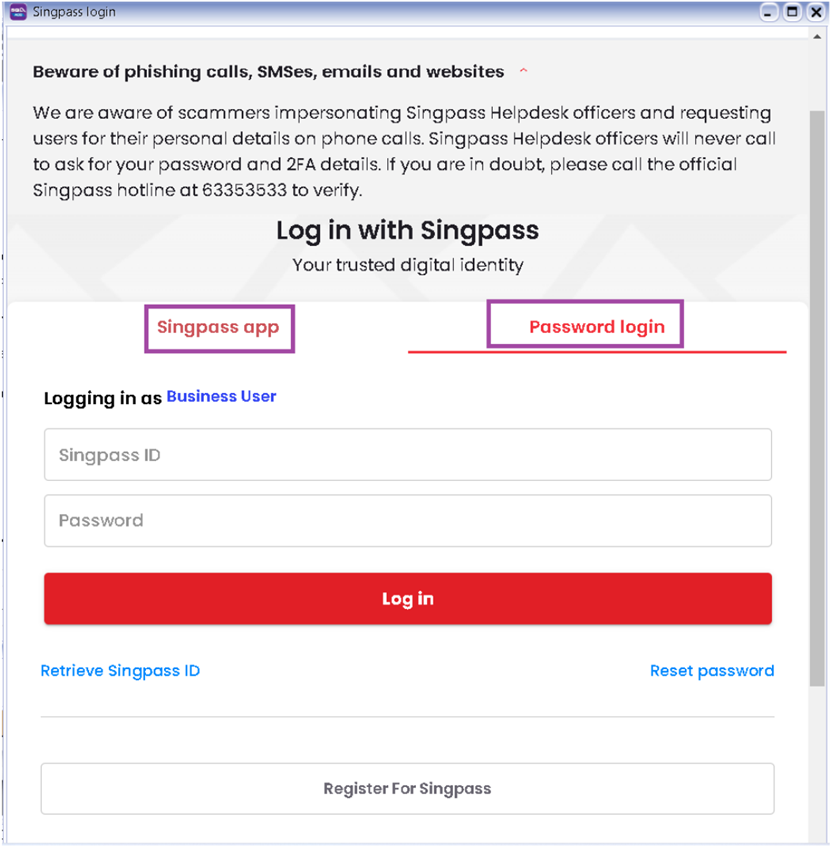 Singpass login
Beware of phishing calls, SMSes, emails and websites
We are aware of scammers impersonating Singpass Helpdesk officers and requesting
users for their personal details on phone calls. Singpass Helpdesk officers will never call
to ask for your password and 2FA details. If you are in doubt, please call the official
Singpass hotline at 63353533 to verify.
Log in with Singpass
Your trusted digital identity
Singpass app
Password login
Logging in as Business User
Singpass ID
Password
Log in
Retrieve Singpass ID
Reset password
Register For Singpass